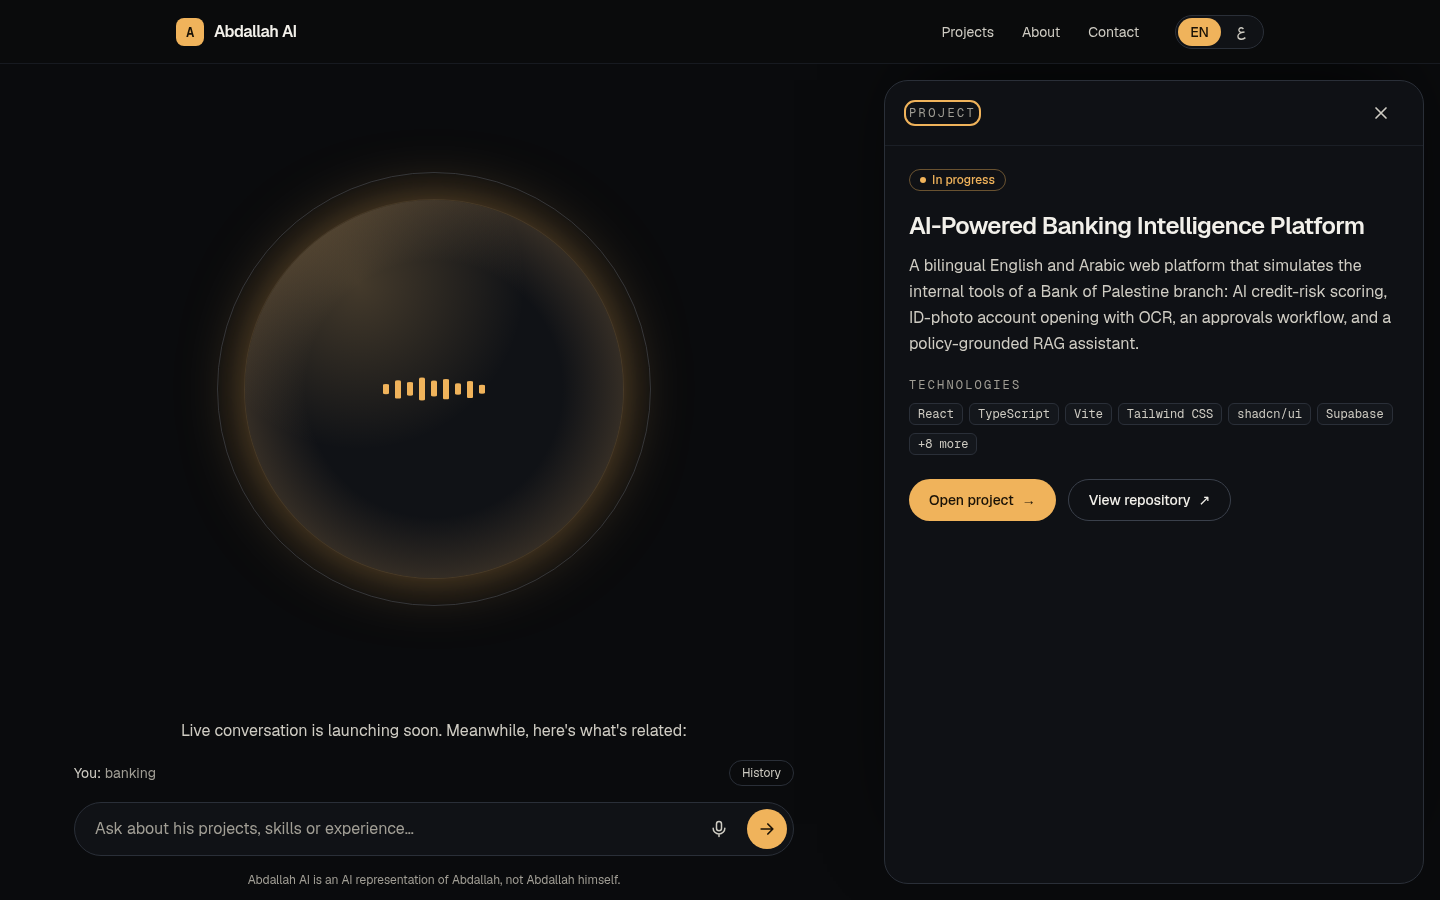 A Abdallah AI
Projects About Contact EN ع
PROJECT
In progress
AI-Powered Banking Intelligence Platform
A bilingual English and Arabic web platform that simulates the
internal tools of a Bank of Palestine branch: AI credit-risk scoring,
ID-photo account opening with OCR, an approvals workflow, and a
policy-grounded RAG assistant.
TECHNOLOGIES
React TypeScript Vite Tailwind CSS shadcn/ui Supabase
+8 more
Open project →
View repository ↗
Live conversation is launching soon. Meanwhile, here's what's related:
You: banking
History
Ask about his projects, skills or experience...
Abdallah AI is an AI representation of Abdallah, not Abdallah himself.